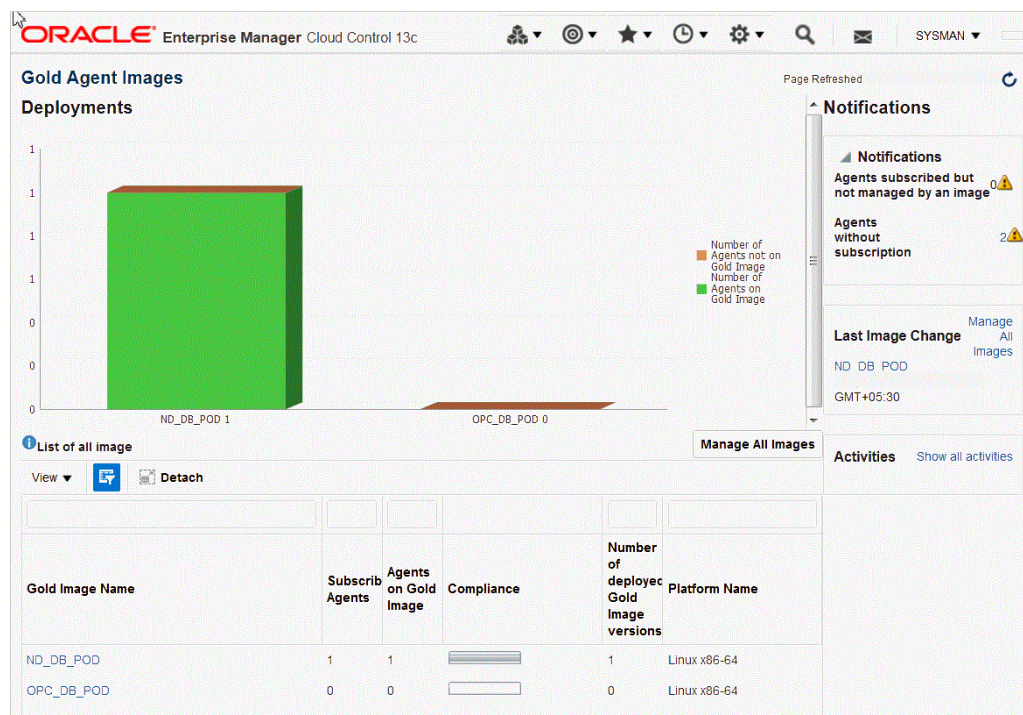 ORACLE® Enterprise Manager Cloud Control 13c
SYSMAN
Gold Agent Images
Page Refreshed
Deployments
1
1
1
1
0
0
0
ND_DB_POD 1
OPC_DB_POD 0
Number of
Agents not on
Gold Image
Number of
Agents on
Gold Image
Notifications
Notifications
Agents subscribed but
not managed by an image
0
Agents
without
subscription
2
Last Image Change
Manage
All
Images
ND_DB_POD
GMT+05:30
Activities
Show all activities
List of all image
Manage All Images
View
Detach
Gold Image Name
Subscrib
Agents
Agents
on Gold
Image
Compliance
Number
of
deployed
Gold
Image
versions
Platform Name
ND_DB_POD 1 1 1 Linux x86-64
OPC_DB_POD 0 0 0 Linux x86-64